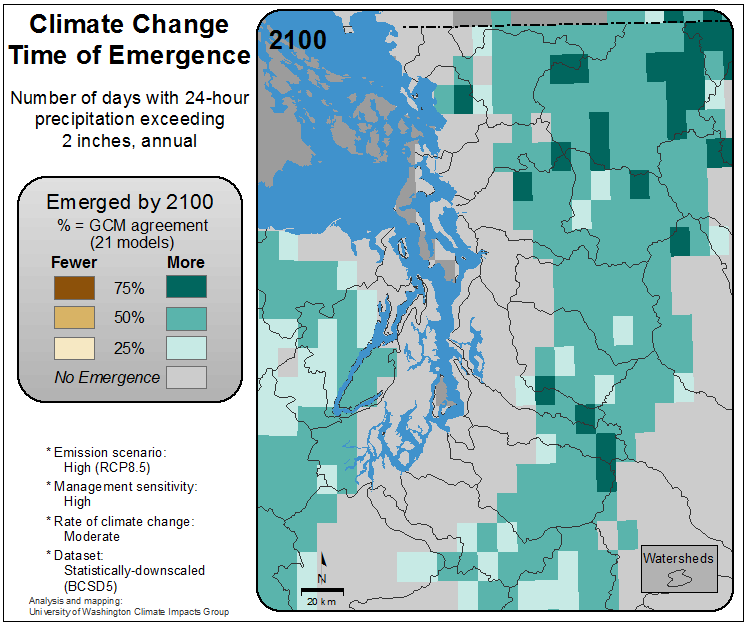 Climate Change
Time of Emergence
Number of days with 24-hour
precipitation exceeding
2 inches, annual
Emerged by 2100
% = GCM agreement
(21 models)
Fewer More
75%
50%
25%
No Emergence
* Emission scenario:
High (RCP8.5)
* Management sensitivity:
High
* Rate of climate change:
Moderate
* Dataset:
Statistically-downscaled
(BCSD5)
Analysis and mapping:
University of Washington Climate Impacts Group
2100
N
20 km
Watersheds